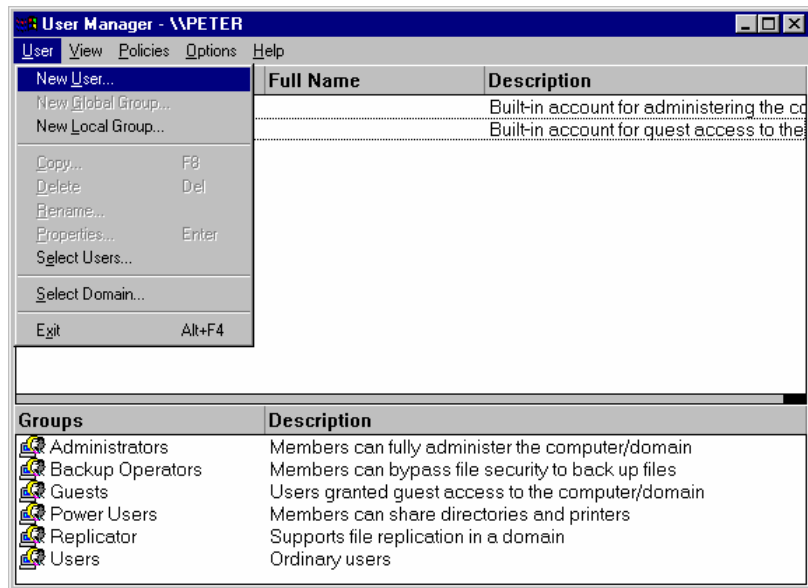 User Manager - \\PETER
User View Policies Options Help
New User...
New Global Group...
New Local Group...
Copy... F8
Delete Del
Rename...
Properties... Enter
Select Users...
Select Domain...
Exit Alt+F4
Full Name Description
Built-in account for administering the co
Built-in account for guest access to the
Groups Description
Administrators Members can fully administer the computer/domain
Backup Operators Members can bypass file security to back up files
Guests Users granted guest access to the computer/domain
Power Users Members can share directories and printers
Replicator Supports file replication in a domain
Users Ordinary users